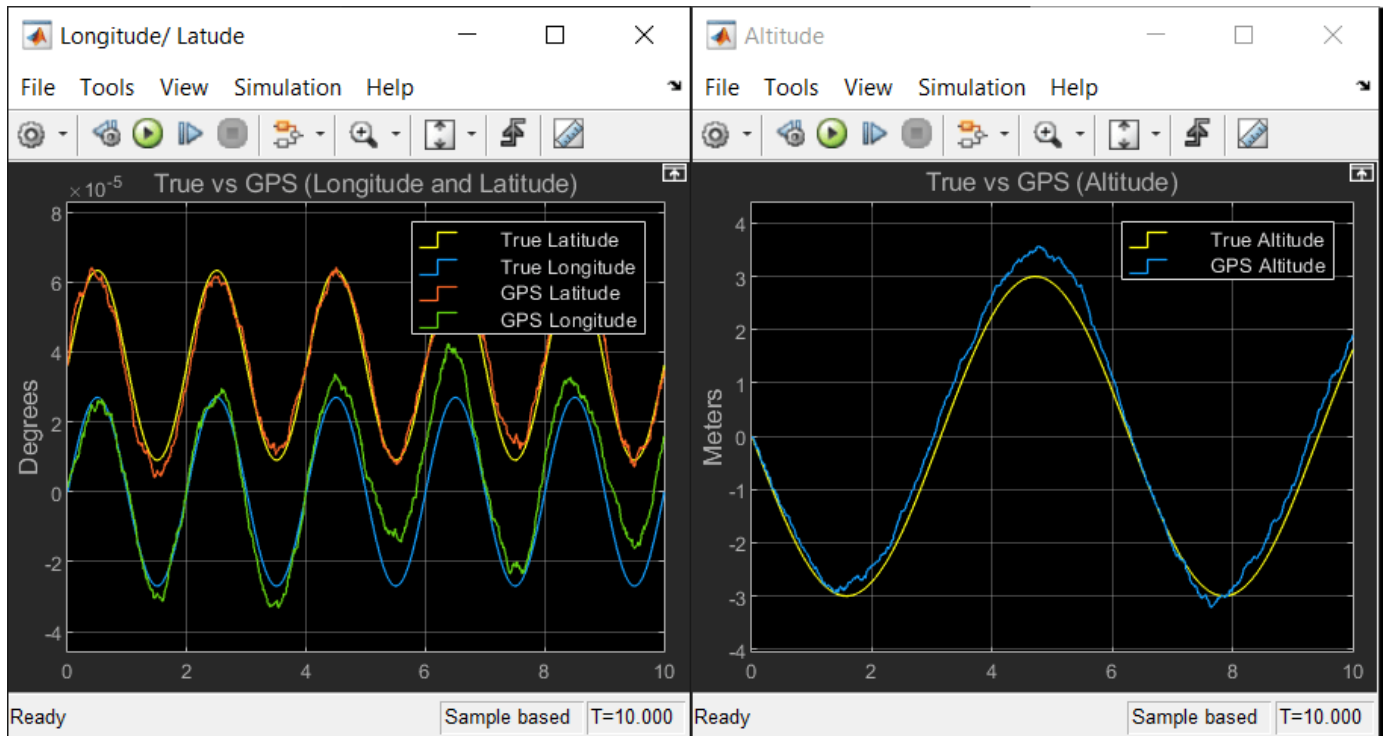 Longitude/ Latude
File Tools View Simulation Help
×10-5 True vs GPS (Longitude and Latitude)
True Latitude
True Longitude
GPS Latitude
GPS Longitude
Degrees
8
6
4
2
0
-2
-4
0 2 4 6 8 10
Ready Sample based T=10.000
Altitude
File Tools View Simulation Help
True vs GPS (Altitude)
True Altitude
GPS Altitude
Meters
4
3
2
1
0
-1
-2
-3
-4
0 2 4 6 8 10
Ready Sample based T=10.000